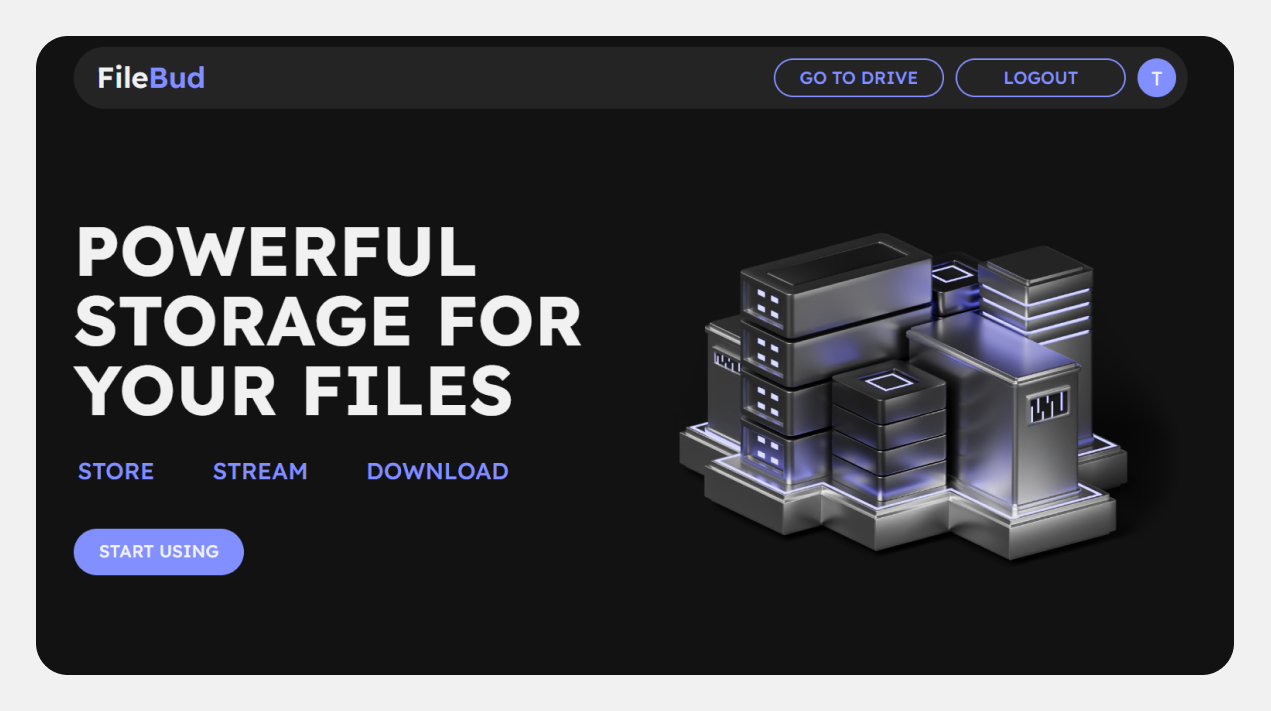 FileBud
GO TO DRIVE
LOGOUT
T
POWERFUL
STORAGE FOR
YOUR FILES
STORE
STREAM
DOWNLOAD
START USING